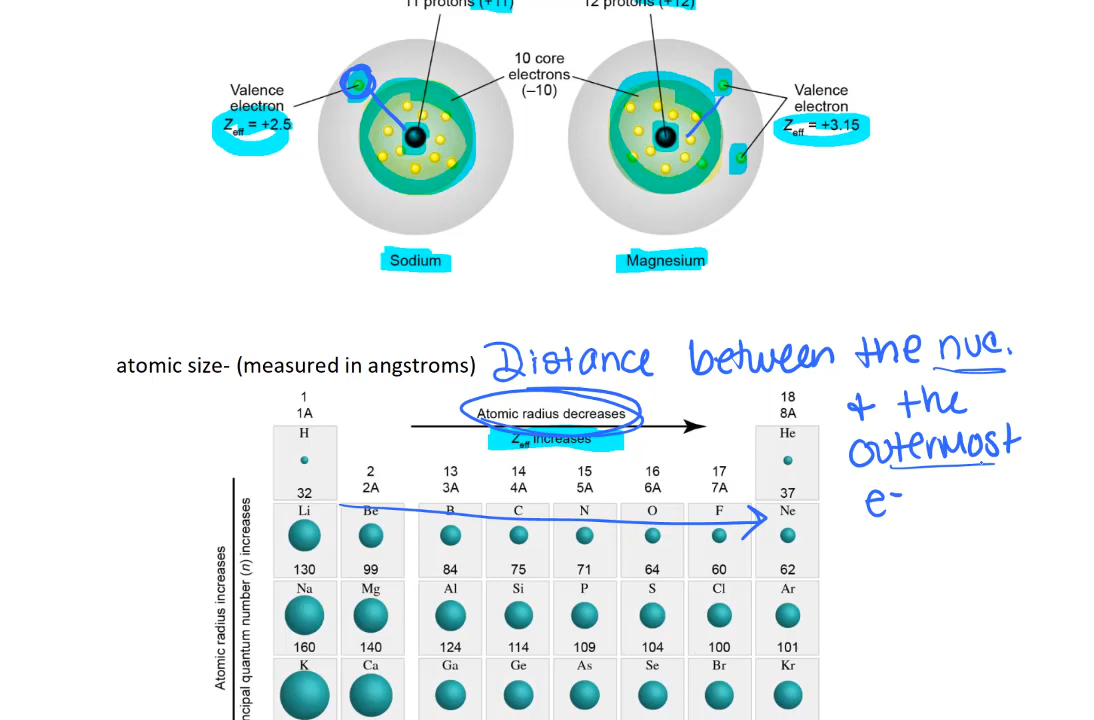 11 protons (+11)
12 protons (+12)
10 core
electrons
(–10)
Valence
electron
Zeff = +2.5
Valence
electron
Zeff = +3.15
Sodium
Magnesium
atomic size- (measured in angstroms) Distance between the nuc.
& the
outermost
e-
1
1A
18
8A
Atomic radius decreases
Zeff increases
H
32
He
37
2
2A
13
3A
14
4A
15
5A
16
6A
17
7A
Li Be B C N O F Ne
130 99 84 75 71 64 60 62
Na Mg Al Si P S Cl Ar
160 140 124 114 109 104 100 101
K Ca Ga Ge As Se Br Kr
Atomic radius increases
ncipal quantum number (n) increases